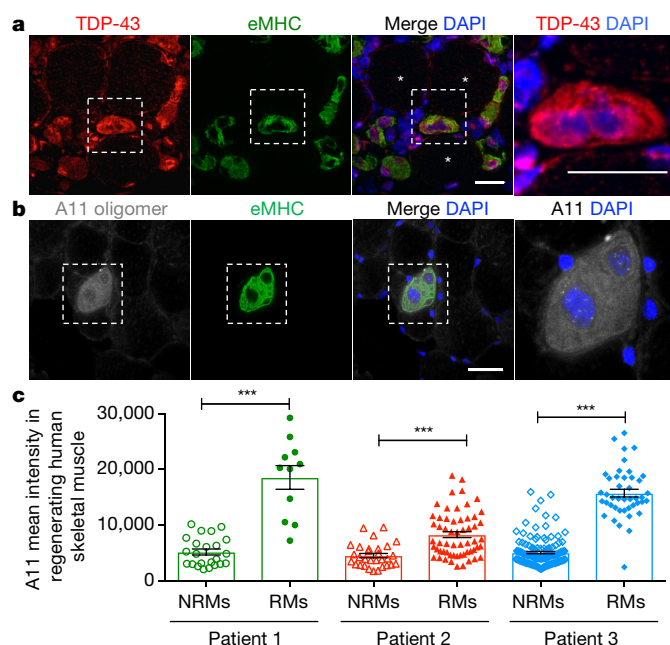 a
TDP-43 eMHC Merge DAPI TDP-43 DAPI
* *
*
b
A11 oligomer eMHC Merge DAPI A11 DAPI
c
A11 mean intensity in
regenerating human
skeletal muscle
30,000
20,000
10,000
0
*** *** ***
NRMs RMs NRMs RMs NRMs RMs
Patient 1 Patient 2 Patient 3